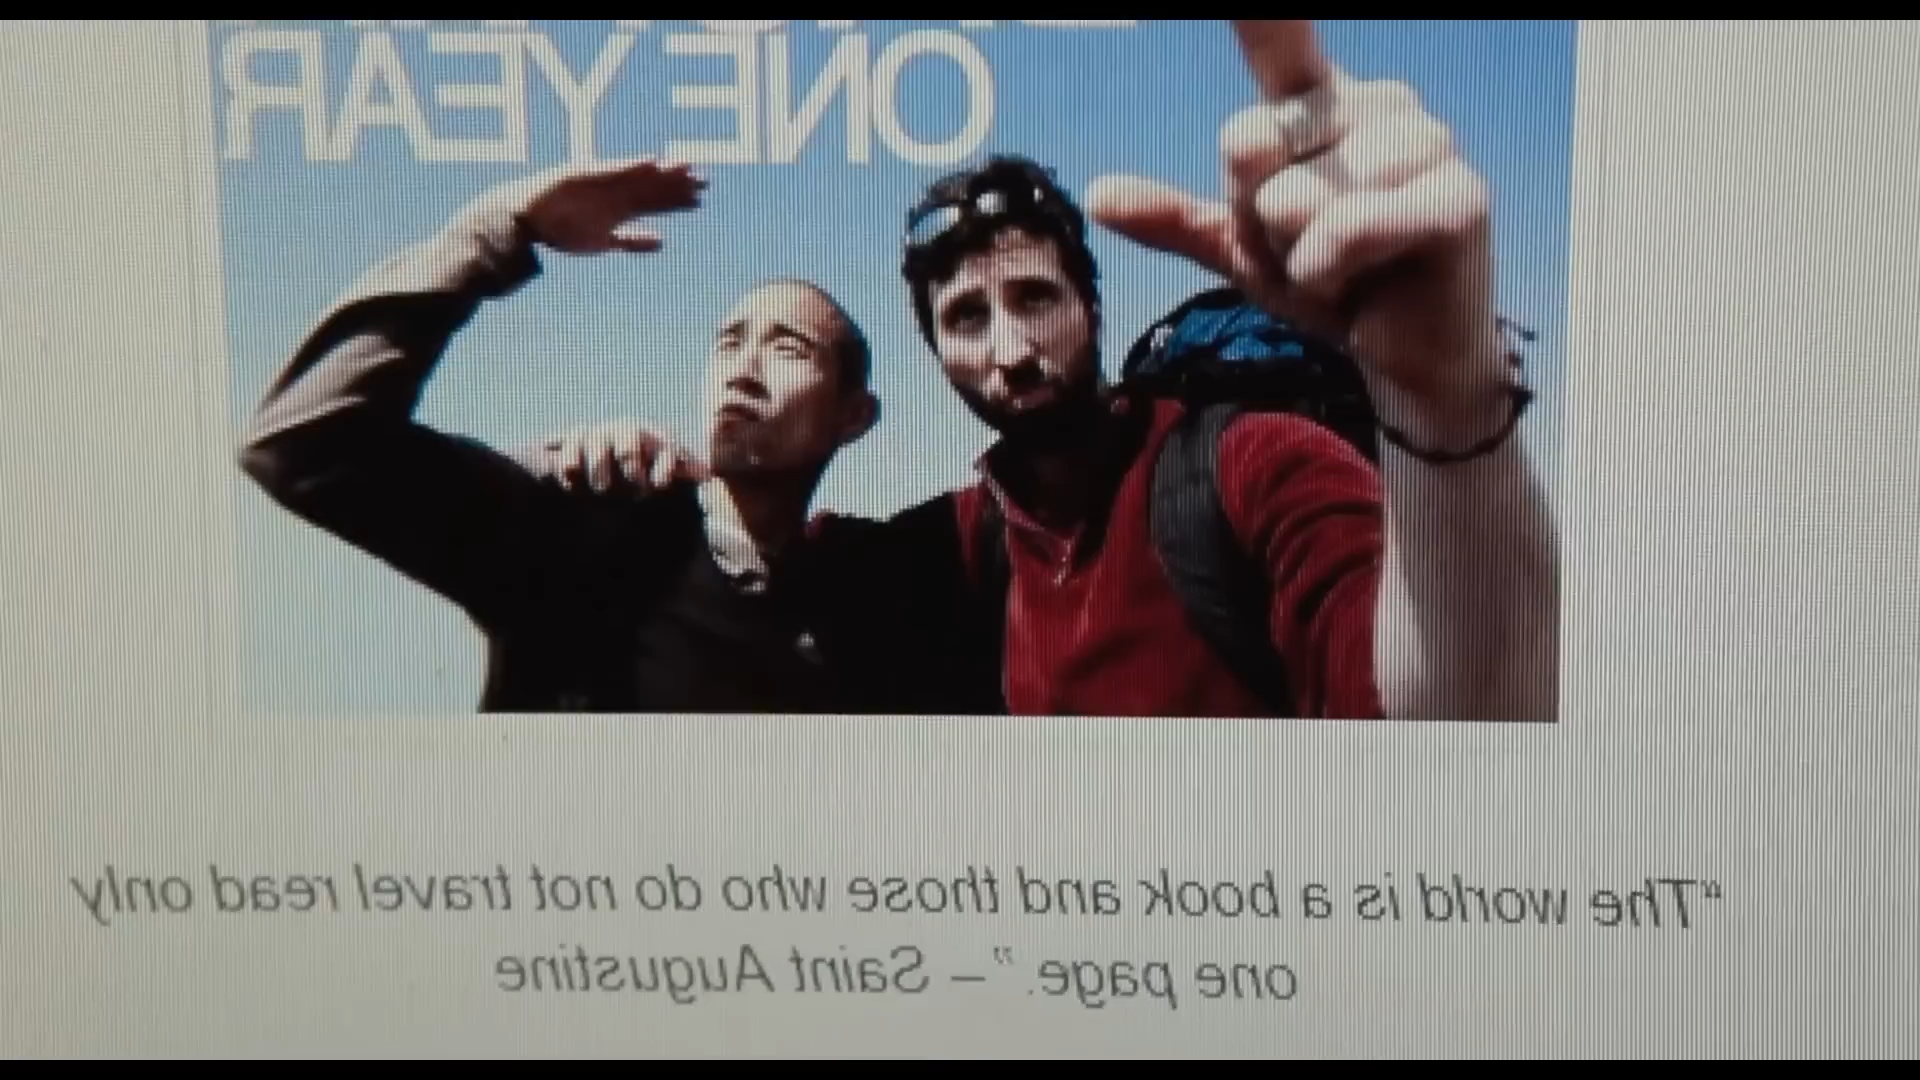 ONE YEAR
“The world is a book and those who do not travel read only
one page.” – Saint Augustine